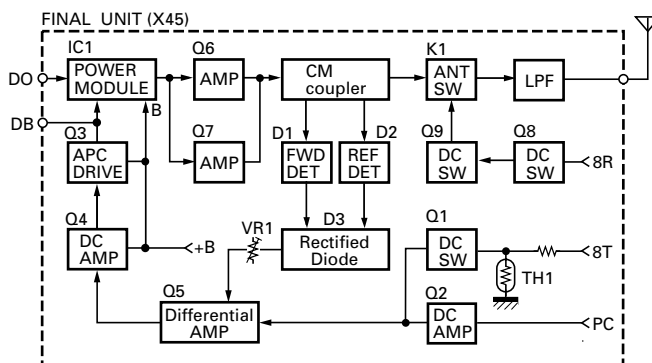 FINAL UNIT (X45)
IC1
Q6
K1
DO
POWER
MODULE
AMP
CM
coupler
ANT
SW
LPF
B
DB
Q3
Q7
D1
D2
Q9
Q8
APC
DRIVE
AMP
FWD
DET
REF
DET
DC
SW
DC
SW
8R
Q4
VR1
D3
Q1
DC
AMP
+B
Rectified
Diode
DC
SW
8T
TH1
Q5
Q2
Differential
AMP
DC
AMP
PC